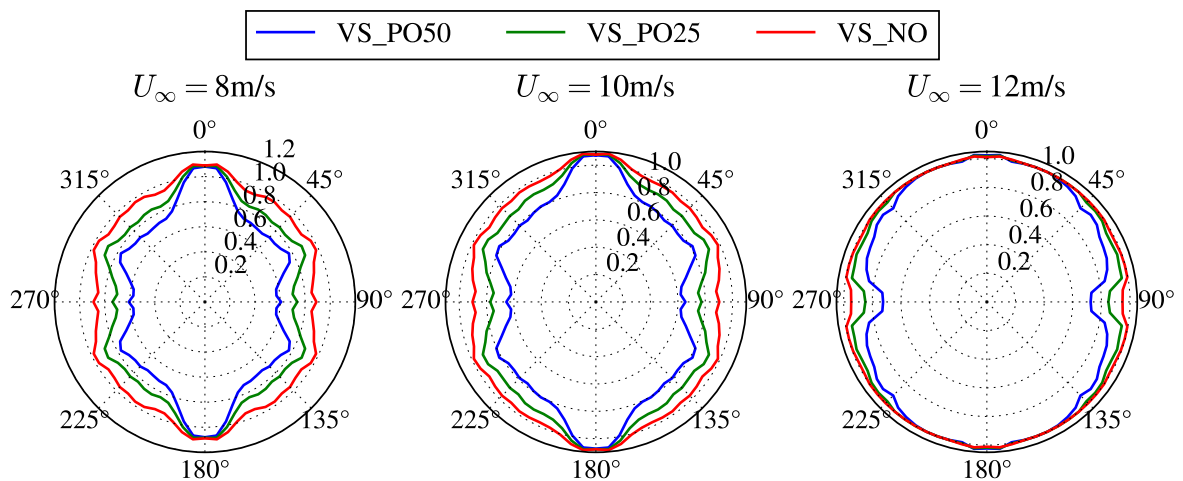 VS_PO50 VS_PO25 VS_NO
U∞ = 8m/s U∞ = 10m/s U∞ = 12m/s
0° 0° 0°
1.2
1.0 1.0 1.0
315° 45° 315° 45° 315° 45°
0.8 0.8 0.8
0.6 0.6 0.6
0.4 0.4 0.4
0.2 0.2 0.2
270° 90° 270° 90° 270° 90°
225° 135° 225° 135° 225° 135°
180° 180° 180°